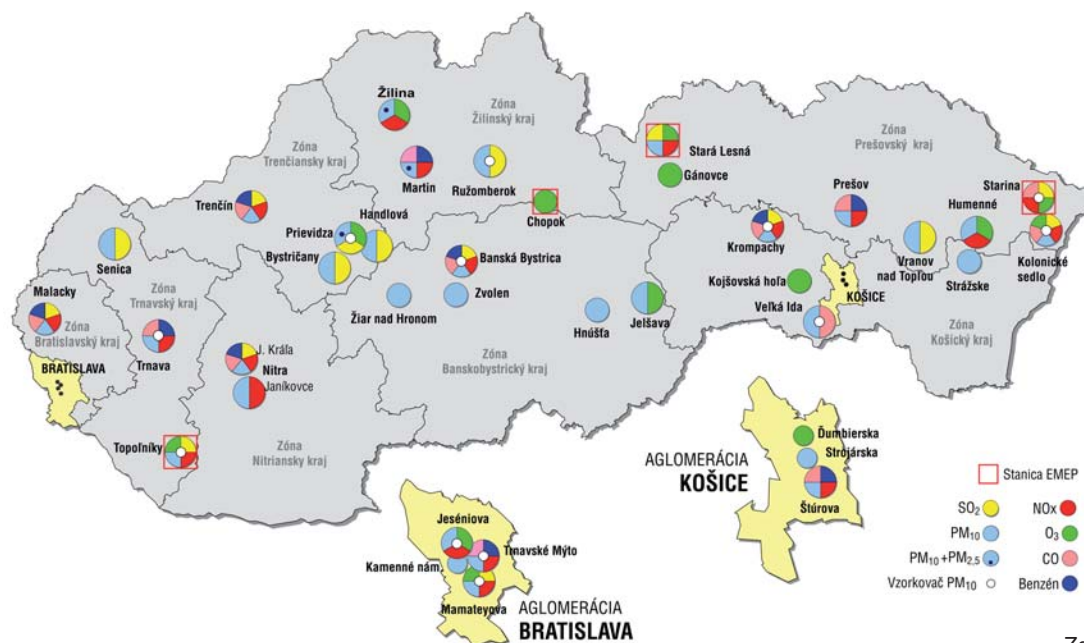 Žilina
Zóna
Žilinský kraj
Zóna
Trenčiansky kraj
Martin
Ružomberok
Stará Lesná
Gánovce
Zóna
Prešovský kraj
Trenčín
Handlová
Prievidza
Bystričany
Chopok
Prešov
Starina
Humenné
Krompachy
Vranov
nad Topľou
Kolonické
sedlo
Strážske
Senica
Banská Bystrica
Kojšovská hoľa
KOŠICE
Malacky
Zóna
Trnavský kraj
Žiar nad Hronom
Zvolen
Hnúšťa
Jelšava
Veľká Ida
Zóna
Bratislavský kraj
Trnava
J. Kráľa
Nitra
Janíkovce
Zóna
Banskobystrický kraj
Zóna
Košický kraj
BRATISLAVA
Topoľníky
Zóna
Nitriansky kraj
Ďumbierska
Strojárska
AGLOMERÁCIA
KOŠICE
Štúrova
Jeséniova
Trnavské Mýto
Kamenné nám.
Mamateyova
AGLOMERÁCIA
BRATISLAVA
Stanica EMEP
SO2 NOx
PM10 O3
PM10+PM2,5 CO
Vzorkovač PM10 Benzén